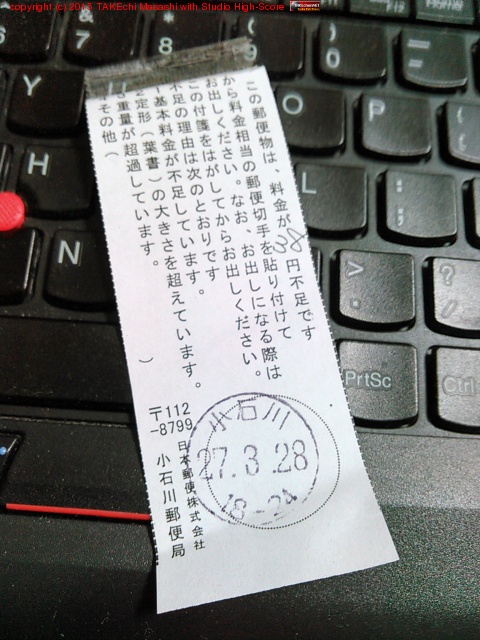 copyright (c) 2015 TAKEchi Masashi with Studio High-Score
この郵便物は、料金が38円不足です
から料金相当の郵便切手を貼り付けて
お出しください。なお、お出しになる際は
この付箋をはがしてからお出しください。
不足の理由は次のとおりです
基本料金が不足しています。
定形(葉書)の大きさを超えています。
重量が超過しています。
その他( )
〒112
-8799
日本郵便株式会社
小石川郵便局
小石川
27.3.28
18-24
& 7
* 8
( 9
Y
O
P
H
L
: ;
" '
N
> .
? /
PrtSc
Ctrl